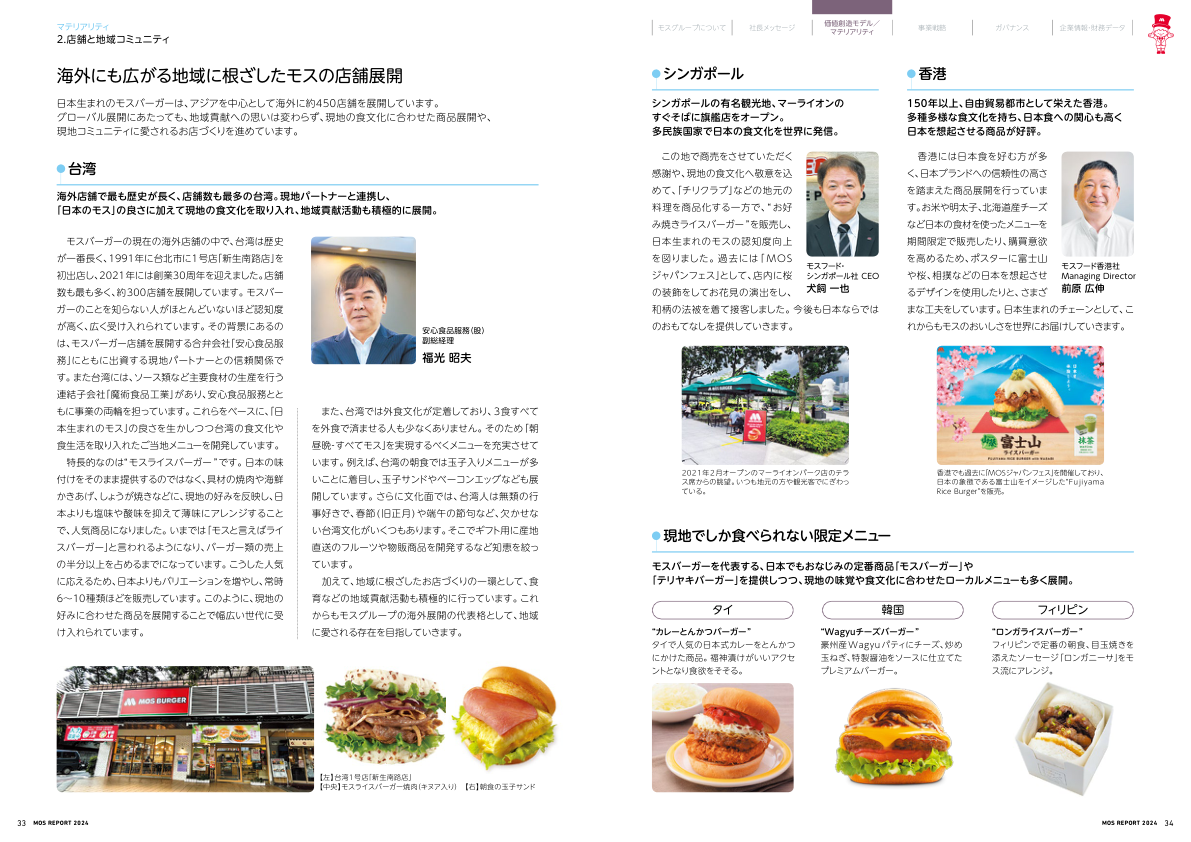 マテリアリティ
2.店舗と地域コミュニティ
モスグループについて
社長メッセージ
価値創造モデル／
マテリアリティ
事業戦略
ガバナンス
企業情報・財務データ
海外にも広がる地域に根ざしたモスの店舗展開
日本生まれのモスバーガーは、アジアを中心として海外に約450店舗を展開しています。
グローバル展開にあたっても、地域貢献への思いは変わらず、現地の食文化に合わせた商品展開や、
現地コミュニティに愛されるお店づくりを進めています。
台湾
海外店舗で最も歴史が長く、店舗数も最多の台湾。現地パートナーと連携し、
「日本のモス」の良さに加えて現地の食文化を取り入れ、地域貢献活動も積極的に展開。
モスバーガーの現在の海外店舗の中で、台湾は歴史
が一番長く、1991年に台北市に1号店「新生南路店」を
初出店し、2021年には創業30周年を迎えました。店舗
数も最も多く、約300店舗を展開しています。モスバー
ガーのことを知らない人がほとんどいないほど認知度
が高く、広く受け入れられています。その背景にあるの
は、モスバーガー店舗を展開する合弁会社「安心食品服
務」にともに出資する現地パートナーとの信頼関係で
す。また台湾には、ソース類など主要食材の生産を行う
連結子会社「魔術食品工業」があり、安心食品服務とと
もに事業の両輪を担っています。これらをベースに、「日
本生まれのモス」の良さを生かしつつ台湾の食文化や
食生活を取り入れたご当地メニューを開発しています。
特長的なのは“モスライスバーガー”です。日本の味
付けをそのまま提供するのではなく、具材の焼肉や海鮮
かきあげ、しょうが焼きなどに、現地の好みを反映し、日
本よりも塩味や酸味を抑えて薄味にアレンジすること
で、人気商品になりました。いまでは「モスと言えばライ
スバーガー」と言われるようになり、バーガー類の売上
の半分以上を占めるまでになっています。こうした人気
に応えるため、日本よりもバリエーションを増やし、常時
6〜10種類ほどを販売しています。このように、現地の
好みに合わせた商品を展開することで幅広い世代に受
け入れられています。
安心食品服務（股）
副総経理
福光 昭夫
また、台湾では外食文化が定着しており、3食すべて
を外食で済ませる人も少なくありません。そのため「朝
昼晩・すべてモス」を実現するべくメニューを充実させて
います。例えば、台湾の朝食では玉子入りメニューが多
いことに着目し、玉子サンドやベーコンエッグなども展
開しています。さらに文化面では、台湾人は無類の行
事好きで、春節（旧正月）や端午の節句など、欠かせな
い台湾文化がいくつもあります。そこでギフト用に産地
直送のフルーツや物販商品を開発するなど知恵を絞っ
ています。
加えて、地域に根ざしたお店づくりの一環として、食
育などの地域貢献活動も積極的に行っています。これ
からもモスグループの海外展開の代表格として、地域
に愛される存在を目指していきます。
MOS BURGER
【左】台湾1号店「新生南路店」
【中央】モスライスバーガー焼肉（キヌア入り） 【右】朝食の玉子サンド
33 MOS REPORT 2024
シンガポール
シンガポールの有名観光地、マーライオンの
すぐそばに旗艦店をオープン。
多民族国家で日本の食文化を世界に発信。
この地で商売をさせていただく
感謝や、現地の食文化へ敬意を込
めて、「チリクラブ」などの地元の
料理を商品化する一方で、“お好
み焼きライスバーガー”を販売し、
日本生まれのモスの認知度向上
を図りました。過去には「MOS
ジャパンフェス」として、店内に桜
の装飾をしてお花見の演出をし、
和柄の法被を着て接客しました。今後も日本ならでは
のおもてなしを提供していきます。
モスフード・
シンガポール社 CEO
犬飼 一也
MOS BURGER
2021年2月オープンのマーライオンパーク店のテラ
ス席からの眺望。いつも地元の方や観光客でにぎわっ
ている。
香港
150年以上、自由貿易都市として栄えた香港。
多種多様な食文化を持ち、日本食への関心も高く
日本を想起させる商品が好評。
香港には日本食を好む方が多
く、日本ブランドへの信頼性の高さ
を踏まえた商品展開を行っていま
す。お米や明太子、北海道産チーズ
など日本の食材を使ったメニューを
期間限定で販売したり、購買意欲
を高めるため、ポスターに富士山
や桜、相撲などの日本を想起させ
るデザインを使用したりと、さまざ
まな工夫をしています。日本生まれのチェーンとして、こ
れからもモスのおいしさを世界にお届けしていきます。
モスフード香港社
Managing Director
前原 広伸
富士山
ライスバーガー
抹茶
香港でも過去に「MOSジャパンフェス」を開催しており、
日本の象徴である富士山をイメージした“Fujiyama
Rice Burger”を販売。
現地でしか食べられない限定メニュー
モスバーガーを代表する、日本でもおなじみの定番商品「モスバーガー」や
「テリヤキバーガー」を提供しつつ、現地の味覚や食文化に合わせたローカルメニューも多く展開。
タイ
“カレーとんかつバーガー”
タイで人気の日本式カレーをとんかつ
にかけた商品。福神漬けがいいアクセ
ントとなり食欲をそそる。
韓国
“Wagyuチーズバーガー”
豪州産Wagyuパティにチーズ、炒め
玉ねぎ、特製醤油をソースに仕立てた
プレミアムバーガー。
フィリピン
“ロンガライスバーガー”
フィリピンで定番の朝食、目玉焼きを
添えたソーセージ「ロンガニーサ」をモ
ス流にアレンジ。
MOS REPORT 2024 34